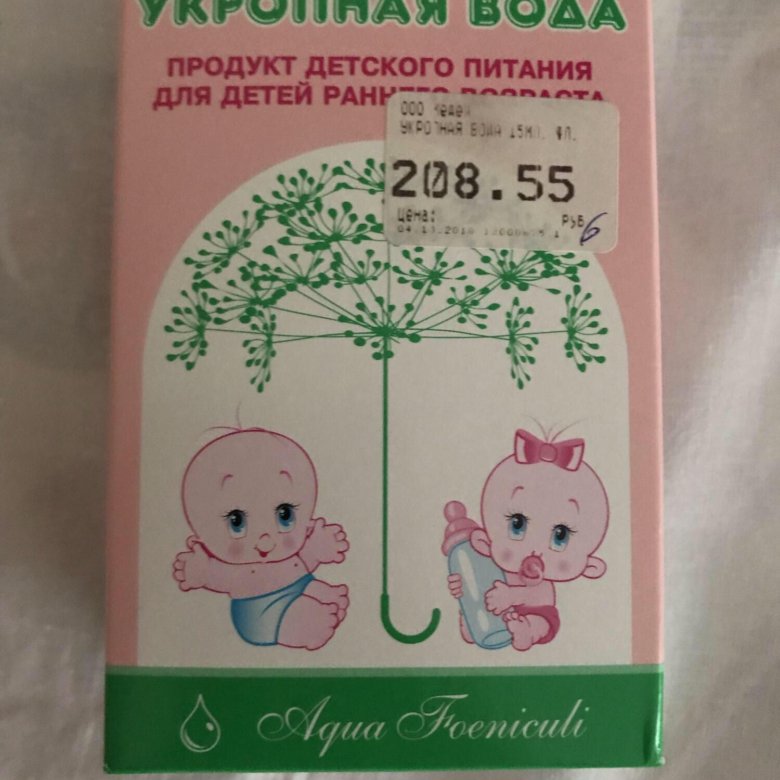 УКРОПНАЯ ВОДА
ПРОДУКТ ДЕТСКОГО ПИТАНИЯ
ДЛЯ ДЕТЕЙ РАННЕГО ВОЗРАСТА
ООО
УКРОПНАЯ ВОДА 15МЛ. ФЛ.
208.55
Цена: РУБ
6
Aqua Foeniculi